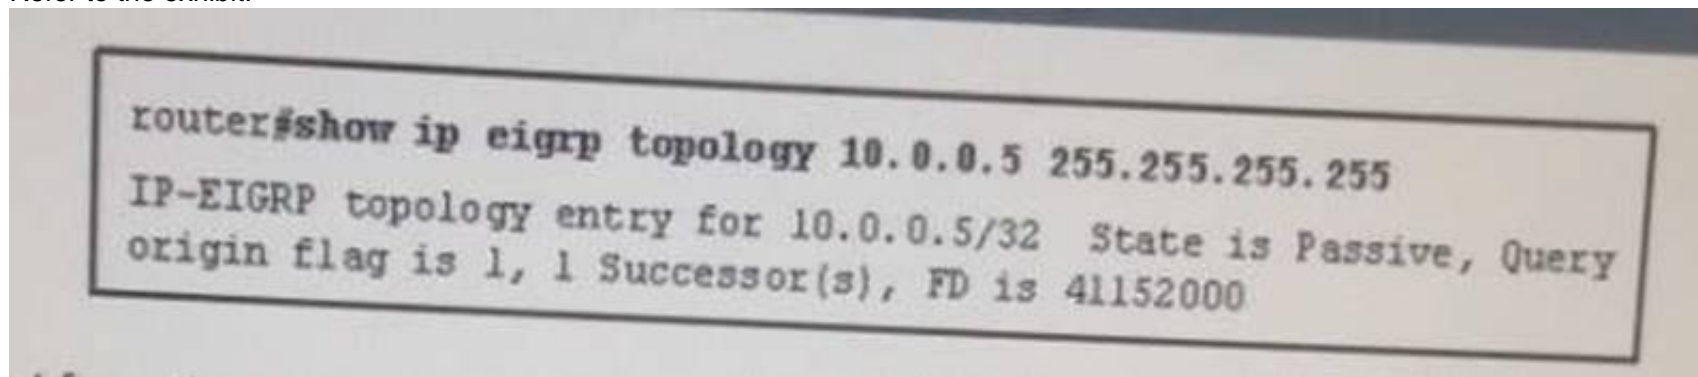 router#show ip eigrp topology 10.0.0.5 255.255.255.255
IP-EIGRP topology entry for 10.0.0.5/32 State is Passive, Query
origin flag is 1, 1 Successor(s), FD is 41152000